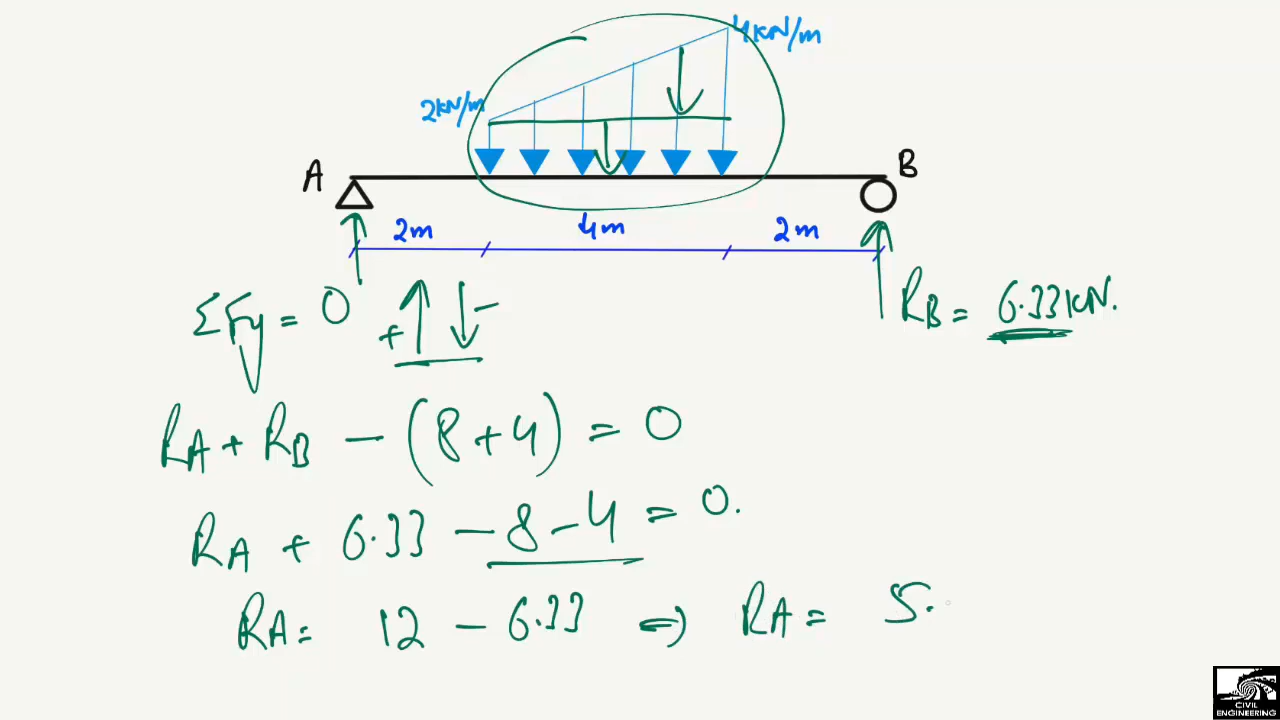 4KN/m
2KN/m
A
B
2m 4m 2m
ΣFy = 0 + ↑ ↓ -
RB = 6.33KN.
RA + RB - (8+4) = 0
RA + 6.33 - 8 - 4 = 0.
RA = 12 - 6.33 ⇒ RA = 5.
CIVIL
ENGINEERING